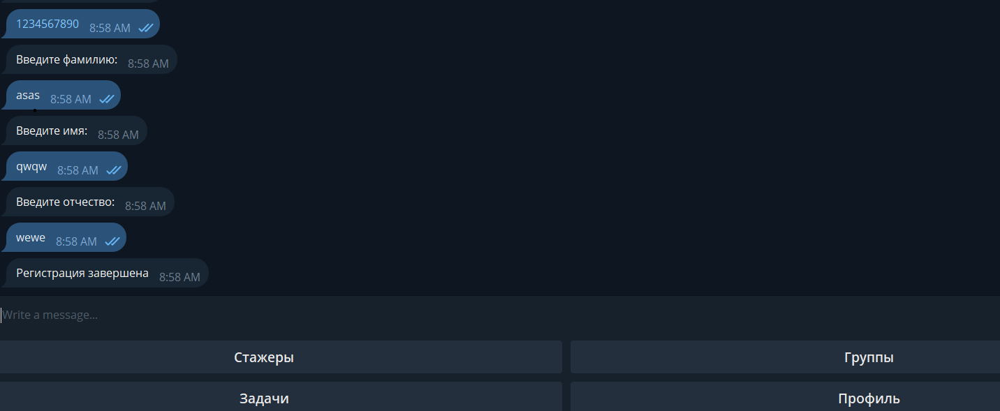 1234567890 8:58 AM
Введите фамилию: 8:58 AM
asas 8:58 AM
Введите имя: 8:58 AM
qwqw 8:58 AM
Введите отчество: 8:58 AM
wewe 8:58 AM
Регистрация завершена 8:58 AM
Write a message...
Стажеры Группы
Задачи Профиль